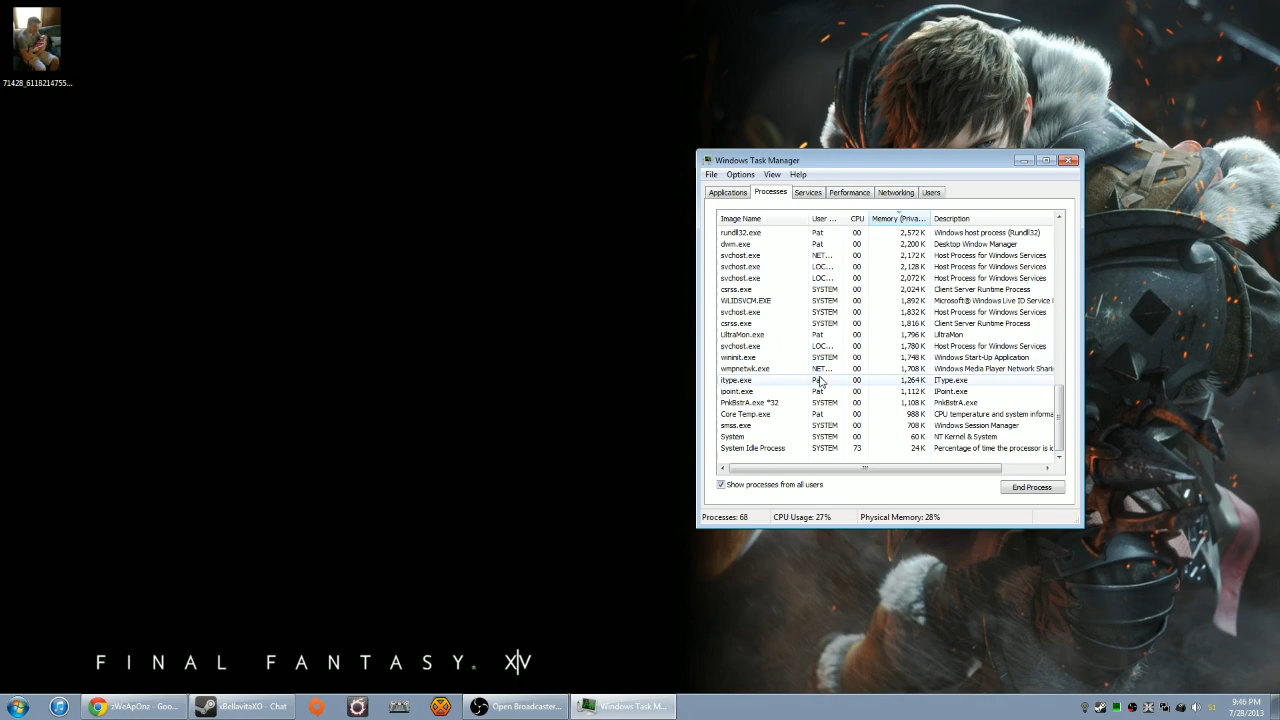 71428_6118214755...
Windows Task Manager
File Options View Help
Applications Processes Services Performance Networking Users
Image Name User ... CPU Memory (Priva... Description
rundll32.exe Pat 00 2,572 K Windows host process (Rundll32)
dwm.exe Pat 00 2,200 K Desktop Window Manager
svchost.exe NET... 00 2,172 K Host Process for Windows Services
svchost.exe LOC... 00 2,128 K Host Process for Windows Services
svchost.exe LOC... 00 2,072 K Host Process for Windows Services
csrss.exe SYSTEM 00 2,024 K Client Server Runtime Process
WLIDSVCM.EXE SYSTEM 00 1,892 K Microsoft® Windows Live ID Service
svchost.exe SYSTEM 00 1,832 K Host Process for Windows Services
csrss.exe SYSTEM 00 1,816 K Client Server Runtime Process
UltraMon.exe Pat 00 1,796 K UltraMon
svchost.exe LOC... 00 1,780 K Host Process for Windows Services
wininit.exe SYSTEM 00 1,748 K Windows Start-Up Application
wmpnetwk.exe NET... 00 1,708 K Windows Media Player Network Shari
itype.exe Pat 00 1,264 K IType.exe
ipoint.exe Pat 00 1,112 K IPoint.exe
PnkBstrA.exe *32 SYSTEM 00 1,108 K PnkBstrA.exe
Core Temp.exe Pat 00 988 K CPU temperature and system informa
smss.exe SYSTEM 00 708 K Windows Session Manager
System SYSTEM 00 60 K NT Kernel & System
System Idle Process SYSTEM 73 24 K Percentage of time the processor is i
Show processes from all users
End Process
Processes: 68 CPU Usage: 27% Physical Memory: 28%
FINAL FANTASY. XIV
zWeApOnz - Goo... xBellavitaXO - Chat Open Broadcaster... Windows Task M...
51
9:46 PM
7/28/2013